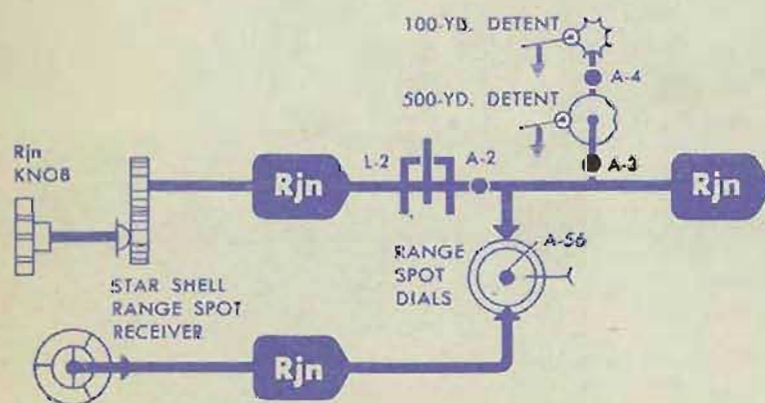 100-YD. DETENT
A-4
500-YD. DETENT
A-3
Rjn
KNOB
Rjn
L-2
A-2
Rjn
RANGE
SPOT
DIALS
A-56
STAR SHELL
RANGE SPOT
RECEIVER
Rjn